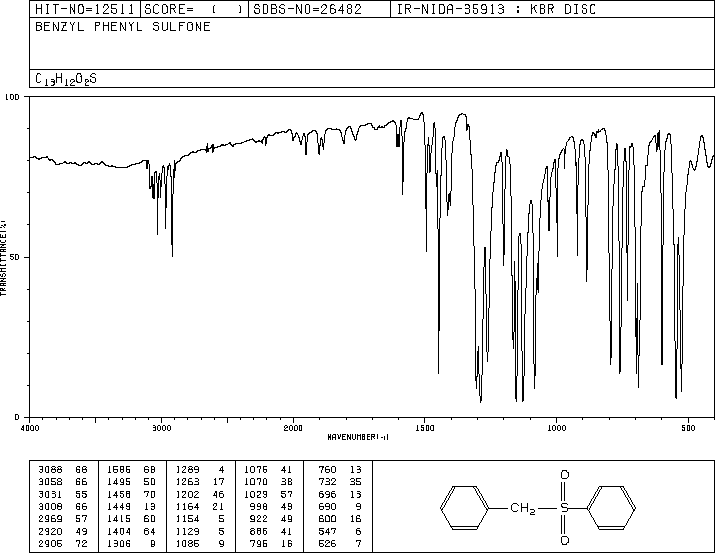 HIT-NO=12511 SCORE= ( ) SDBS-NO=26482 IR-NIDA-35913 : KBR DISC
BENZYL PHENYL SULFONE
C13H12O2S
100
50
0
TRANSMITTANCE(%)
4000 3000 2000 1500 1000 500
WAVENUMBER(-1)
3088 68 1586 68 1289 4 1076 41 760 13
3058 66 1495 50 1263 17 1070 38 732 35
3031 55 1458 70 1202 46 1029 57 696 13
3008 66 1449 13 1164 21 998 49 690 9
2969 57 1415 60 1154 5 922 49 600 16
2920 49 1404 64 1129 5 886 41 547 6
2905 72 1306 9 1085 9 796 16 526 7
O
CH2 S
O